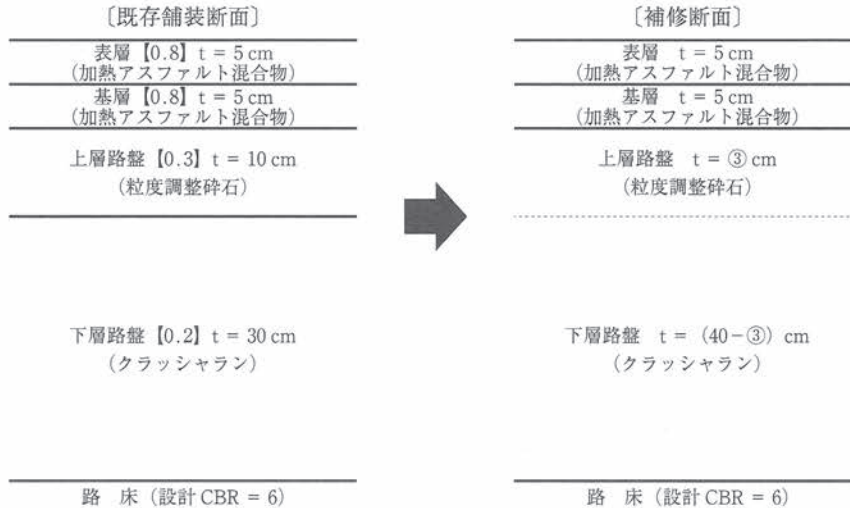 〔既存舗装断面〕
表層【0.8】t = 5 cm
(加熱アスファルト混合物)
基層【0.8】t = 5 cm
(加熱アスファルト混合物)
上層路盤【0.3】t = 10 cm
(粒度調整砕石)
下層路盤【0.2】t = 30 cm
(クラッシャラン)
路 床(設計 CBR = 6)
〔補修断面〕
表層 t = 5 cm
(加熱アスファルト混合物)
基層 t = 5 cm
(加熱アスファルト混合物)
上層路盤 t = ③ cm
(粒度調整砕石)
下層路盤 t = (40-③) cm
(クラッシャラン)
路 床(設計 CBR = 6)